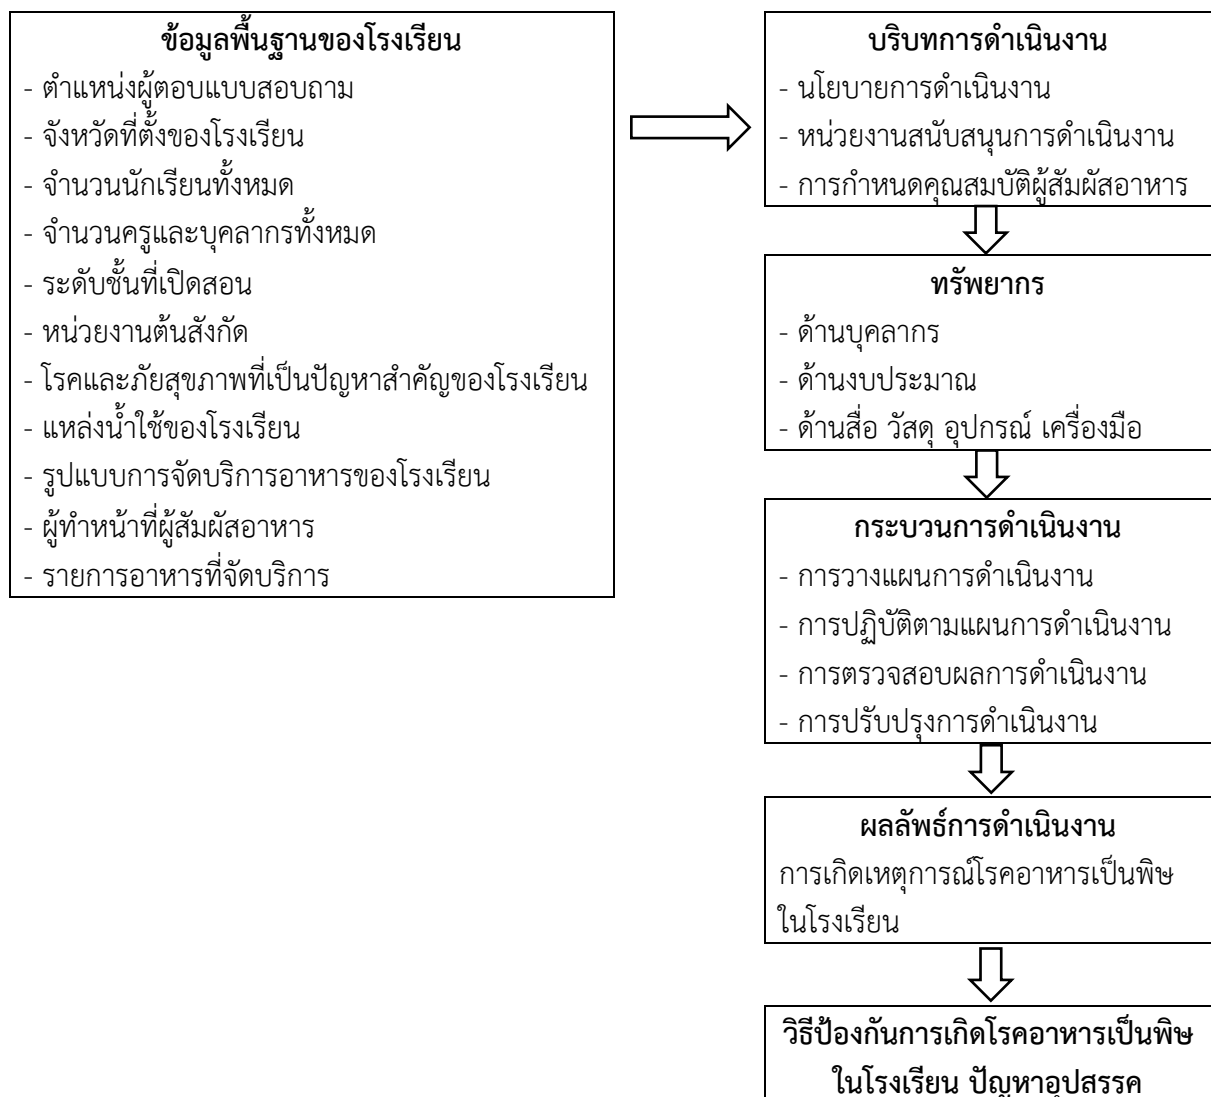 ข้อมูลพื้นฐานของโรงเรียน
- ตำแหน่งผู้ตอบแบบสอบถาม
- จังหวัดที่ตั้งของโรงเรียน
- จำนวนนักเรียนทั้งหมด
- จำนวนครูและบุคลากรทั้งหมด
- ระดับชั้นที่เปิดสอน
- หน่วยงานต้นสังกัด
- โรคและภัยสุขภาพที่เป็นปัญหาสำคัญของโรงเรียน
- แหล่งน้ำใช้ของโรงเรียน
- รูปแบบการจัดบริการอาหารของโรงเรียน
- ผู้ทำหน้าที่ผู้สัมผัสอาหาร
- รายการอาหารที่จัดบริการ
บริบทการดำเนินงาน
- นโยบายการดำเนินงาน
- หน่วยงานสนับสนุนการดำเนินงาน
- การกำหนดคุณสมบัติผู้สัมผัสอาหาร
ทรัพยากร
- ด้านบุคลากร
- ด้านงบประมาณ
- ด้านสื่อ วัสดุ อุปกรณ์ เครื่องมือ
กระบวนการดำเนินงาน
- การวางแผนการดำเนินงาน
- การปฏิบัติตามแผนการดำเนินงาน
- การตรวจสอบผลการดำเนินงาน
- การปรับปรุงการดำเนินงาน
ผลลัพธ์การดำเนินงาน
การเกิดเหตุการณ์โรคอาหารเป็นพิษ
ในโรงเรียน
วิธีป้องกันการเกิดโรคอาหารเป็นพิษ
ในโรงเรียน ปัญหาอุปสรรค